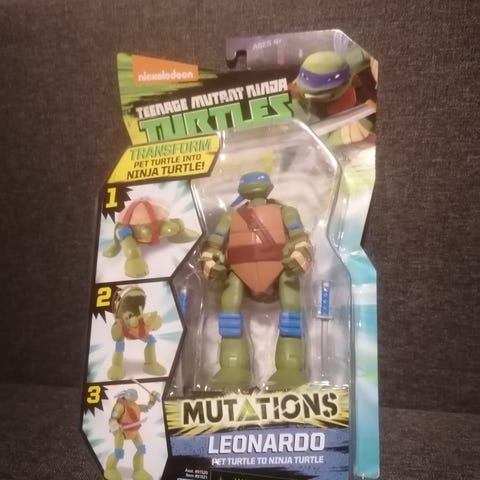 AGES
nickelodeon
TEENAGE MUTANT NINJA
TURTLES
TRANSFORM
PET TURTLE INTO
NINJA TURTLE!
1
2
3
MUTATIONS
LEONARDO
PET TURTLE TO NINJA TURTLE